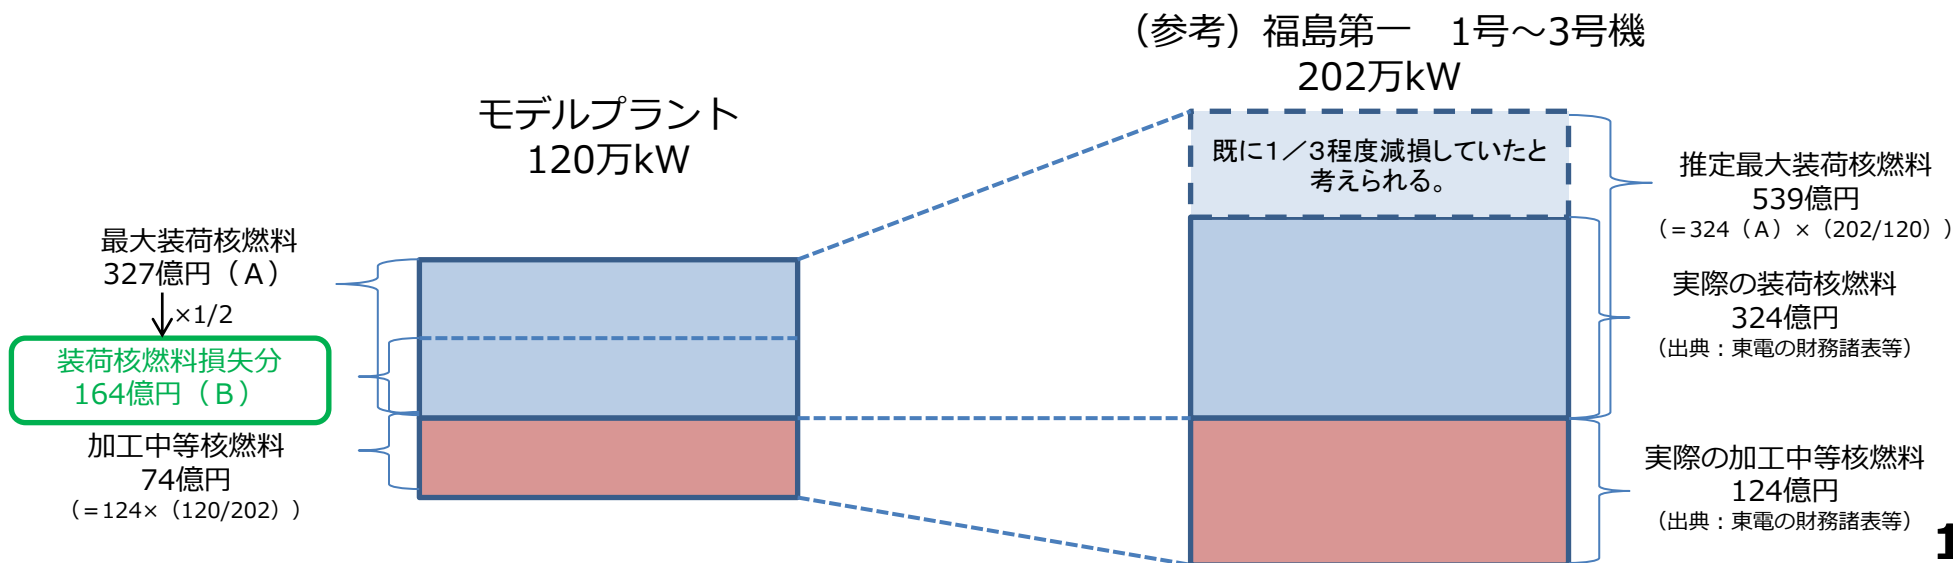 （参考）福島第一　1号～3号機
202万kW
モデルプラント
120万kW
既に１／３程度減損していたと
考えられる。
最大装荷核燃料
327億円（A）
×1/2
装荷核燃料損失分
164億円（B）
加工中等核燃料
74億円
（＝124×（120/202））
推定最大装荷核燃料
539億円
（＝324（A）×（202/120））
実際の装荷核燃料
324億円
（出典：東電の財務諸表等）
実際の加工中等核燃料
124億円
（出典：東電の財務諸表等）